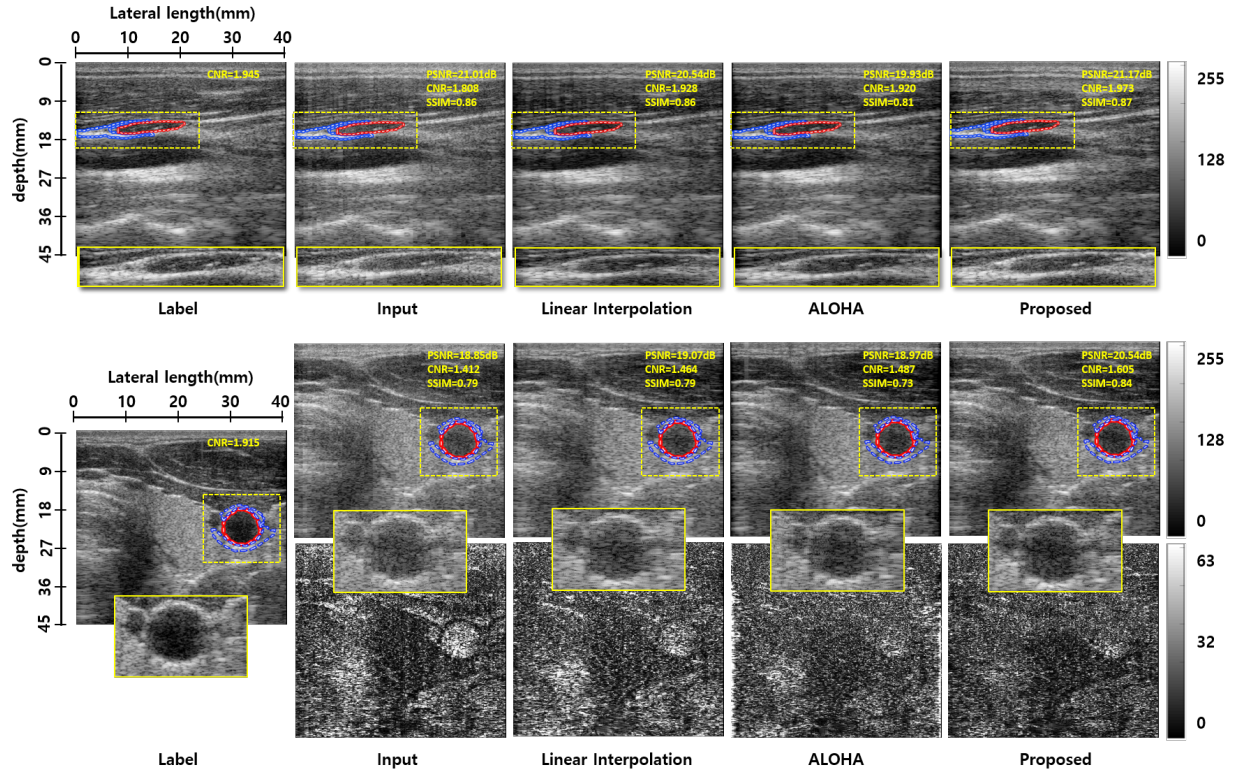 Lateral length(mm)
0 10 20 30 40
depth(mm)
0
9
18
27
36
45
CNR=1.945
PSNR=21.01dB
CNR=1.808
SSIM=0.86
PSNR=20.54dB
CNR=1.928
SSIM=0.86
PSNR=19.93dB
CNR=1.920
SSIM=0.81
PSNR=21.17dB
CNR=1.973
SSIM=0.87
255
128
0
Label
Input
Linear Interpolation
ALOHA
Proposed
Lateral length(mm)
0 10 20 30 40
depth(mm)
0
9
18
27
36
45
CNR=1.915
PSNR=18.85dB
CNR=1.412
SSIM=0.79
PSNR=19.07dB
CNR=1.464
SSIM=0.79
PSNR=18.97dB
CNR=1.487
SSIM=0.73
PSNR=20.54dB
CNR=1.605
SSIM=0.84
255
128
0
63
32
0
Label
Input
Linear Interpolation
ALOHA
Proposed